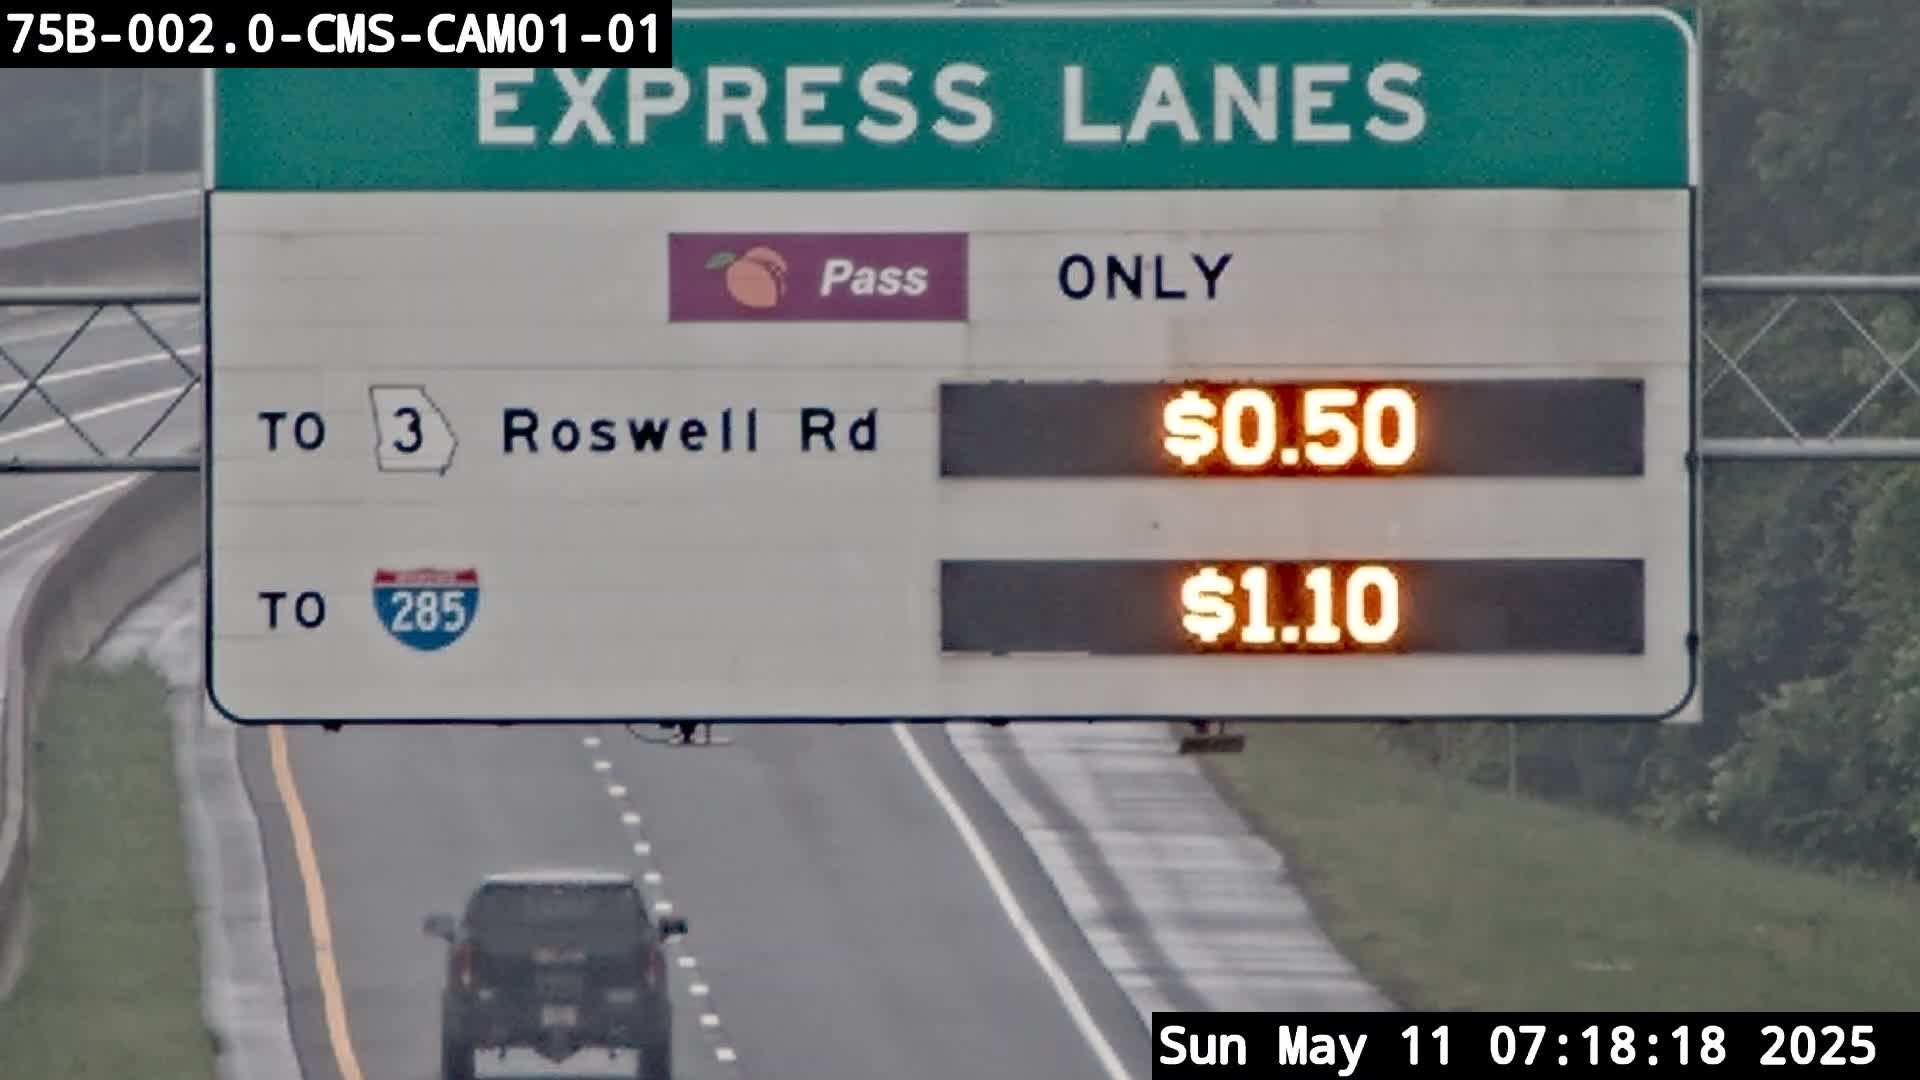 75B-002.0-CMS-CAM01-01
EXPRESS LANES
Pass ONLY
TO 3 Roswell Rd $0.50
TO 285 $1.10
Sun May 11 07:18:18 2025